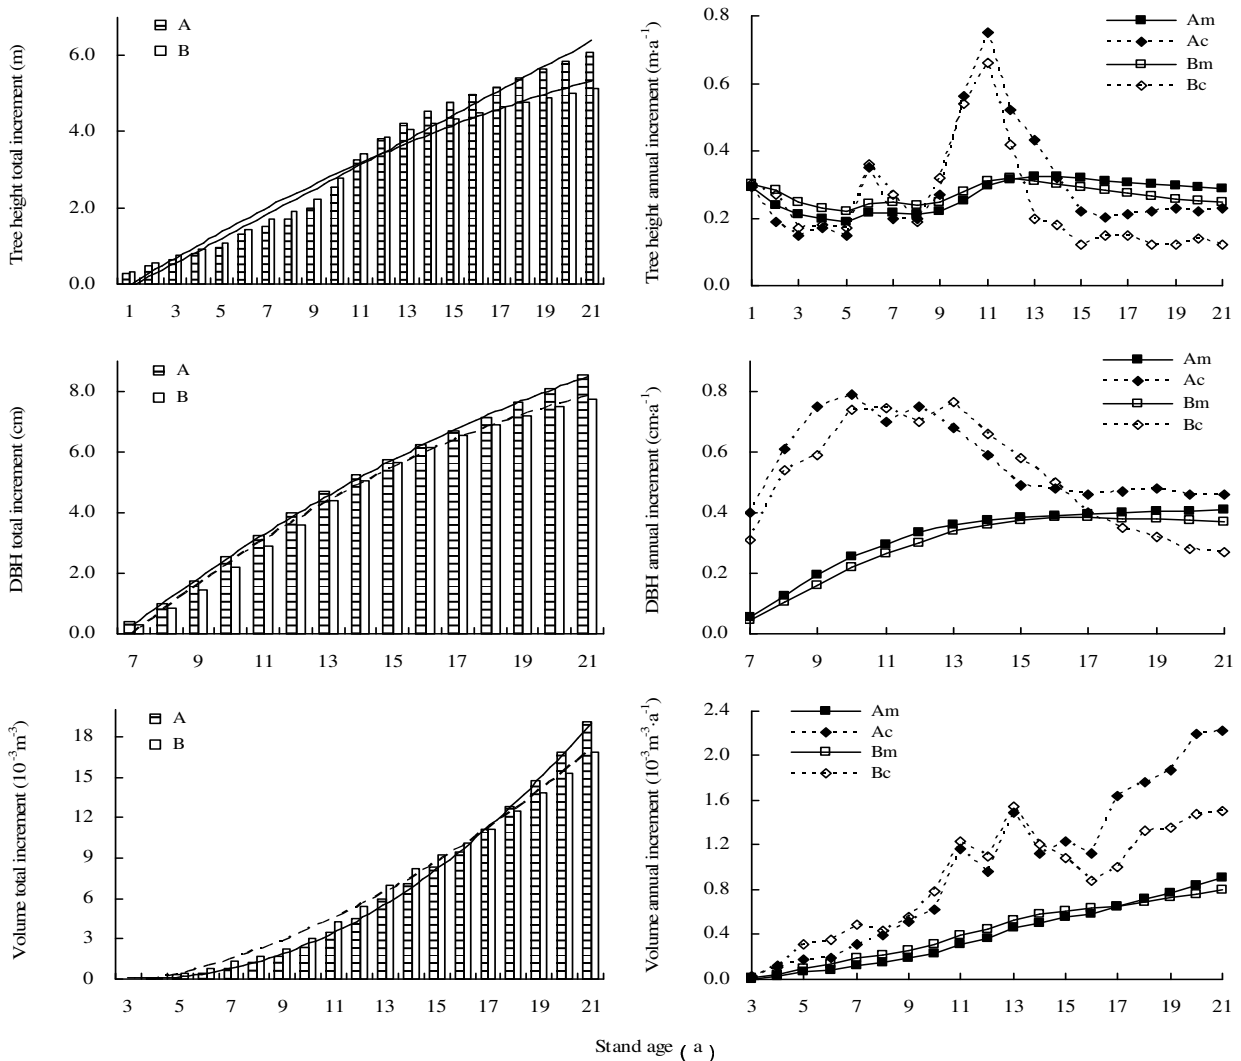 Tree height total increment (m)
6.0
4.0
2.0
0.0
A
B
1 3 5 7 9 11 13 15 17 19 21
Tree height annual increment (m·a⁻¹)
0.8
0.6
0.4
0.2
0.0
Am
Ac
Bm
Bc
1 3 5 7 9 11 13 15 17 19 21
DBH total increment (cm)
8.0
6.0
4.0
2.0
0.0
A
B
7 9 11 13 15 17 19 21
DBH annual increment (cm·a⁻¹)
0.8
0.6
0.4
0.2
0.0
Am
Ac
Bm
Bc
7 9 11 13 15 17 19 21
Volume total increment (10⁻³m⁻³)
18
15
12
9
6
3
0
A
B
3 5 7 9 11 13 15 17 19 21
Volume annual increment (10⁻³m⁻³·a⁻¹)
2.4
2.0
1.6
1.2
0.8
0.4
0.0
Am
Ac
Bm
Bc
3 5 7 9 11 13 15 17 19 21
Stand age ( a )